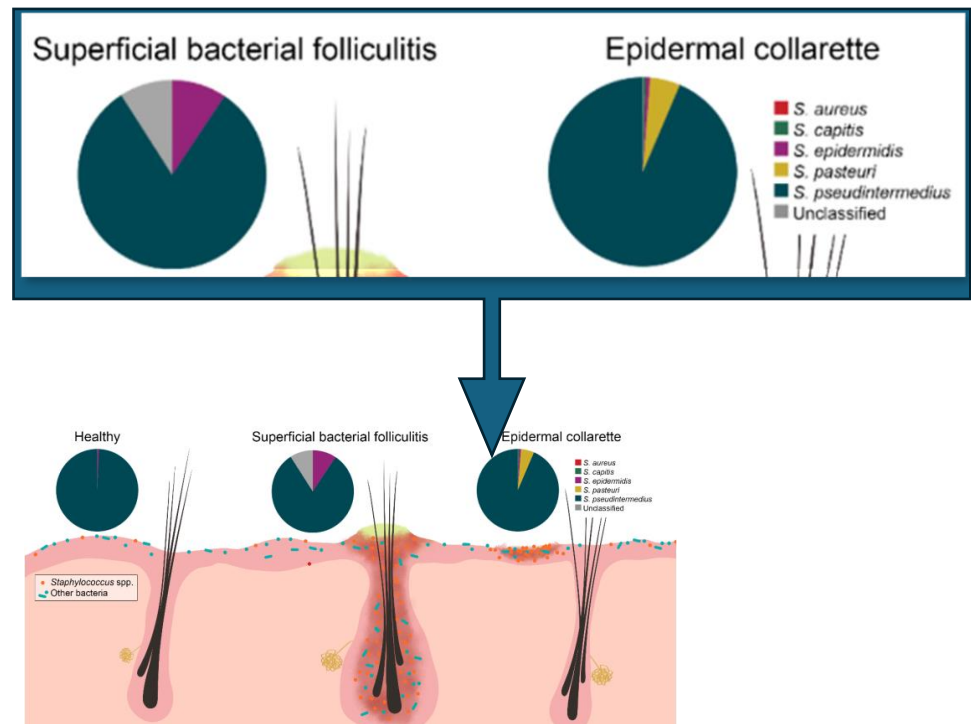 Superficial bacterial folliculitis
Epidermal collarette
S. aureus
S. capitis
S. epidermidis
S. pasteuri
S. pseudintermedius
Unclassified
Healthy
Superficial bacterial folliculitis
Epidermal collarette
S. aureus
S. capitis
S. epidermidis
S. pasteuri
S. pseudintermedius
Unclassified
Staphylococcus spp.
Other bacteria